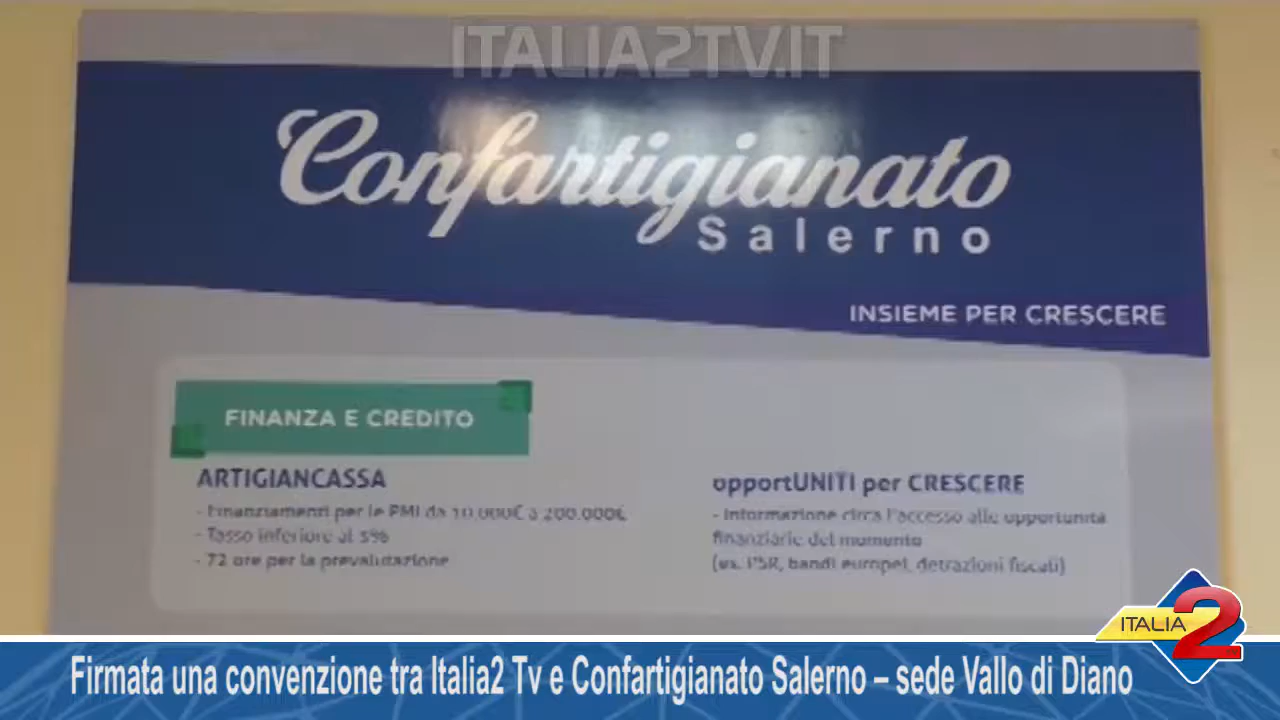 ITALIA2TV.IT
Confartigianato
Salerno
INSIEME PER CRESCERE
FINANZA E CREDITO
ARTIGIANCASSA
- Finanziamenti per le PMI da 10.000€ a 200.000€
- Tasso inferiore al 3%
- 72 ore per la prevalutazione
opportUNITI per CRESCERE
- Informazione circa l'accesso alle opportunità
finanziarie del momento
(es. PSR, bandi europei, detrazioni fiscali)
ITALIA 2
Firmata una convenzione tra Italia2 Tv e Confartigianato Salerno – sede Vallo di Diano